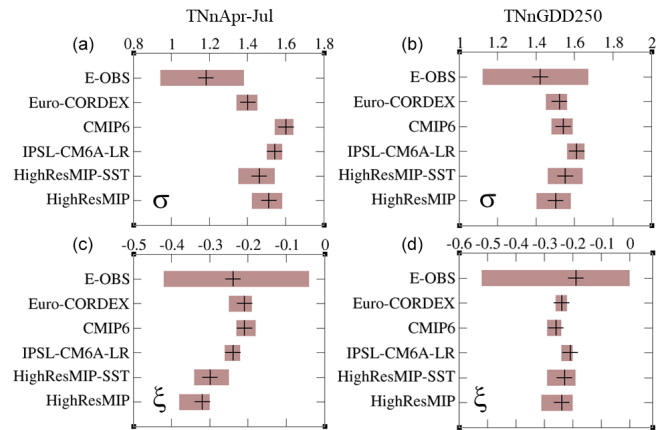 TNnApr-Jul TNnGDD250
(a) (b)
0.8 1 1.2 1.4 1.6 1.8 1 1.2 1.4 1.6 1.8 2
E-OBS E-OBS
Euro-CORDEX Euro-CORDEX
CMIP6 CMIP6
IPSL-CM6A-LR IPSL-CM6A-LR
HighResMIP-SST HighResMIP-SST
HighResMIP HighResMIP
σ σ
(c) (d)
-0.5 -0.4 -0.3 -0.2 -0.1 0 -0.6 -0.5 -0.4 -0.3 -0.2 -0.1 0
E-OBS E-OBS
Euro-CORDEX Euro-CORDEX
CMIP6 CMIP6
IPSL-CM6A-LR IPSL-CM6A-LR
HighResMIP-SST HighResMIP-SST
HighResMIP HighResMIP
ξ ξ